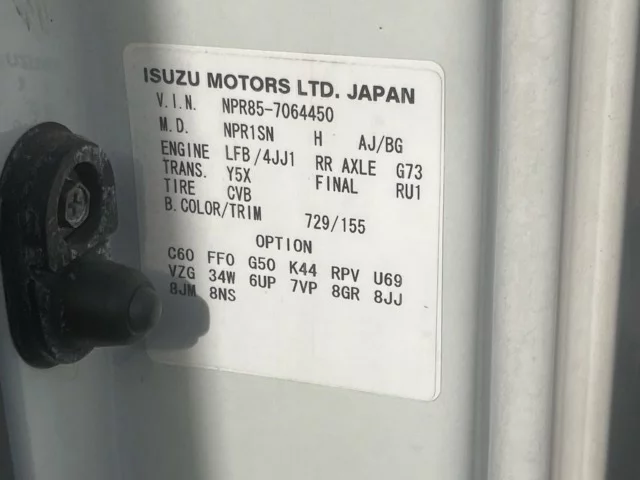 ISUZU MOTORS LTD. JAPAN
V.I.N. NPR85-7064450
M.D. NPR1SN H AJ/BG
ENGINE LFB/4JJ1 RR AXLE G73
TRANS. Y5X FINAL RU1
TIRE CVB
B.COLOR/TRIM 729/155
OPTION
C60 FF0 G50 K44 RPV U69
VZG 34W 6UP 7VP 8GR 8JJ
8JM 8NS